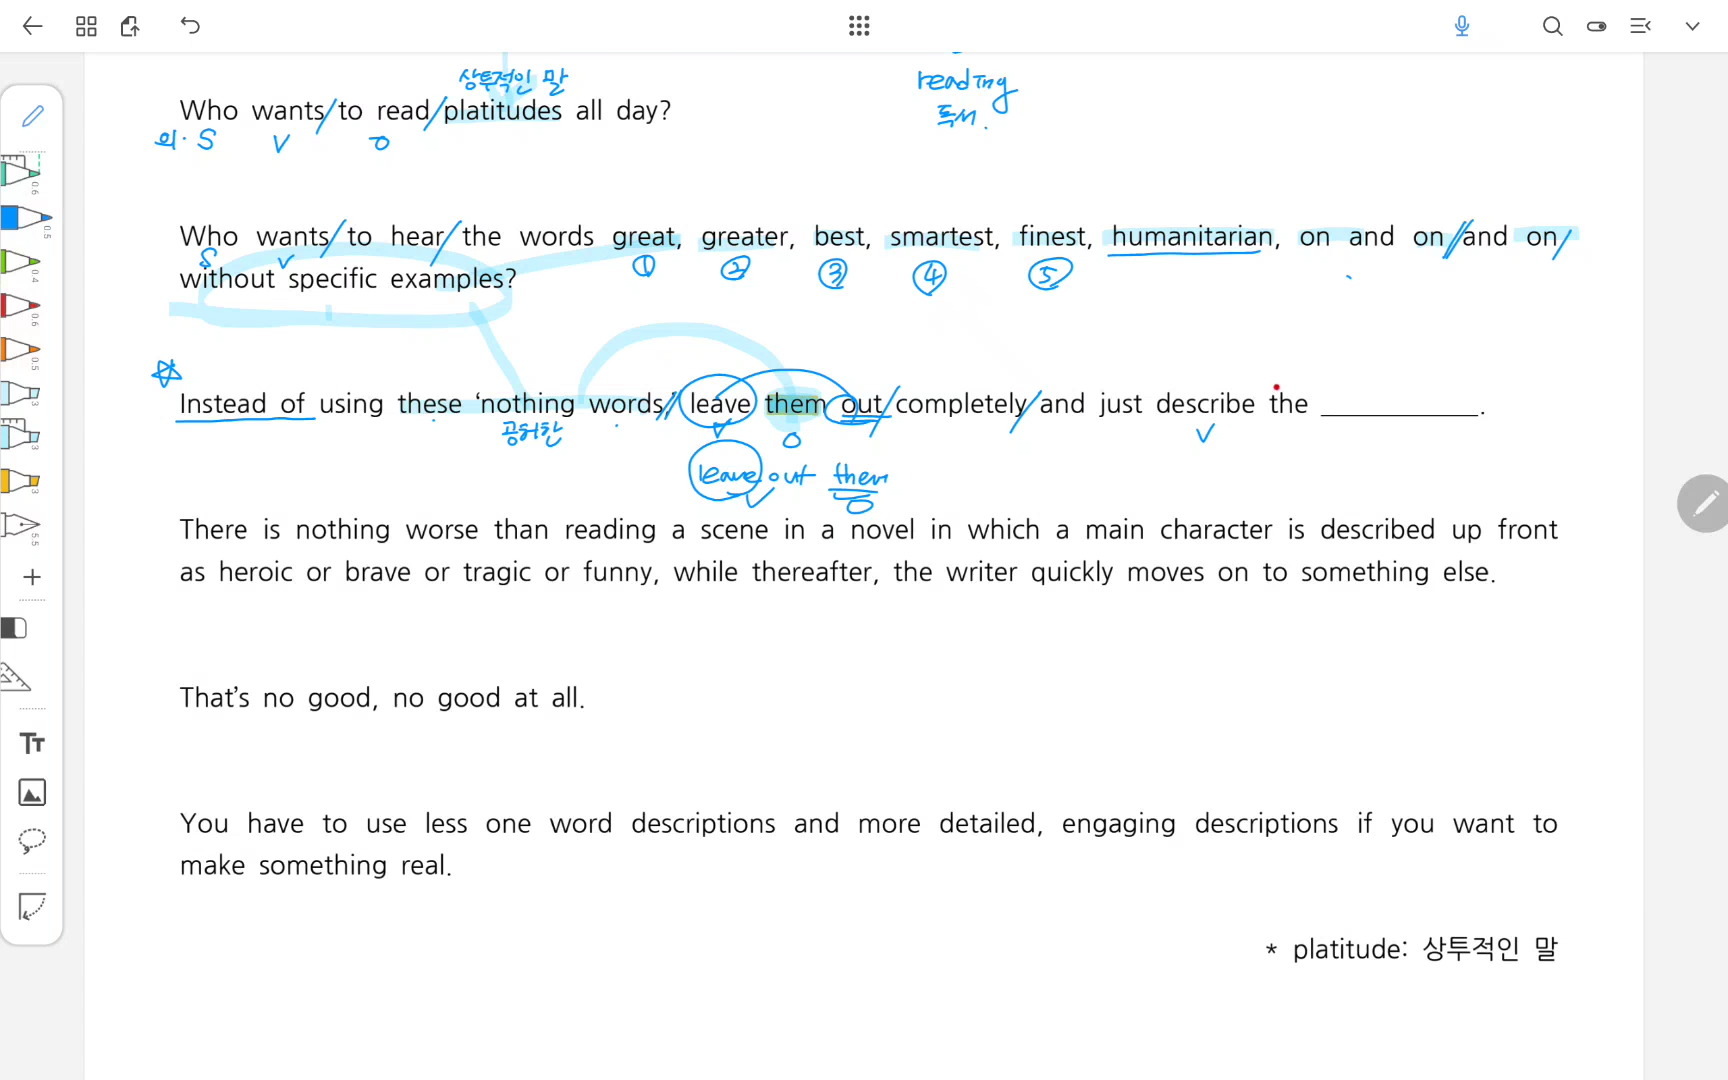 상투적인 말
reading
독서.
Who wants/to read/platitudes all day?
의. S V O
Who wants/to hear/the words great, greater, best, smartest, finest, humanitarian, on and on//and on/
S V ① ② ③ ④ ⑤
without specific examples?
Instead of using these ‘nothing words,’//leave them out/completely/and just describe the __________.
공허한 V O V
leave out them
V O
There is nothing worse than reading a scene in a novel in which a main character is described up front
as heroic or brave or tragic or funny, while thereafter, the writer quickly moves on to something else.
That’s no good, no good at all.
You have to use less one word descriptions and more detailed, engaging descriptions if you want to
make something real.
* platitude: 상투적인 말